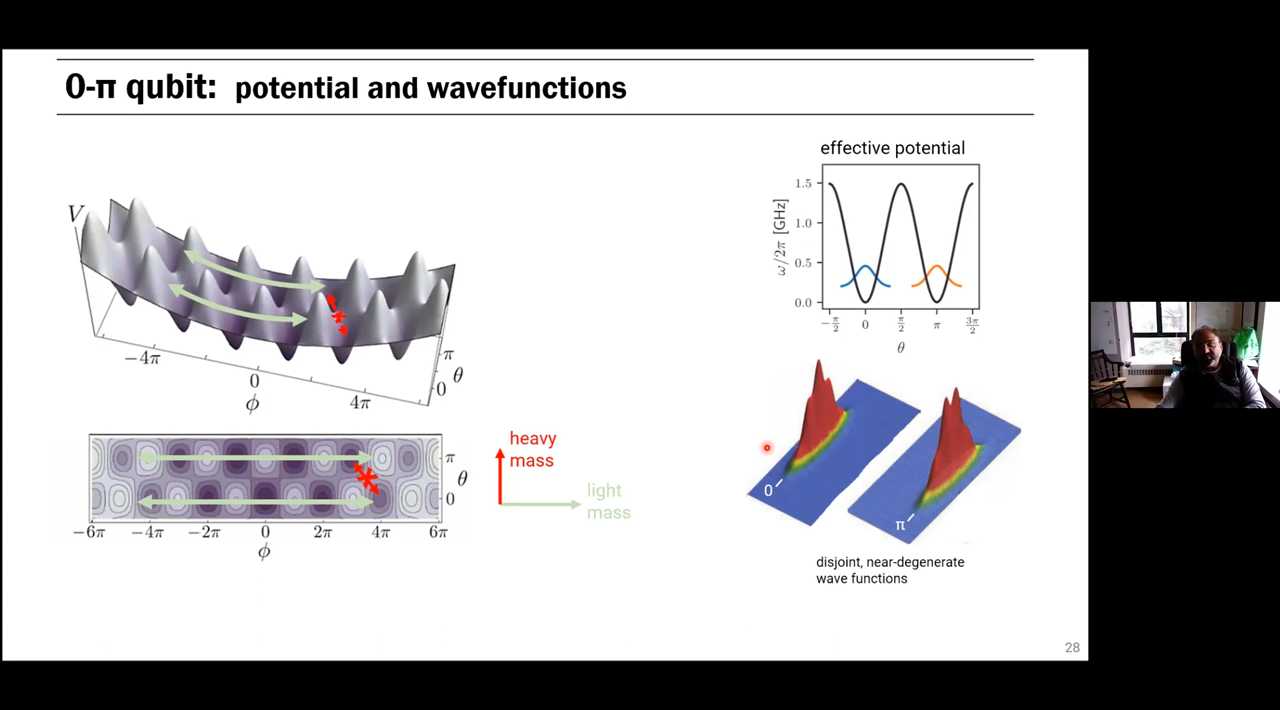 0-π qubit: potential and wavefunctions
V
−4π
0
4π
ϕ
π
0
θ
−6π
−4π
−2π
0
2π
4π
6π
ϕ
π
0
θ
heavy
mass
light
mass
effective potential
ω/2π [GHz]
1.5
1.0
0.5
0.0
−π/2
0
π/2
π
3π/2
θ
0
π
disjoint, near-degenerate
wave functions
28